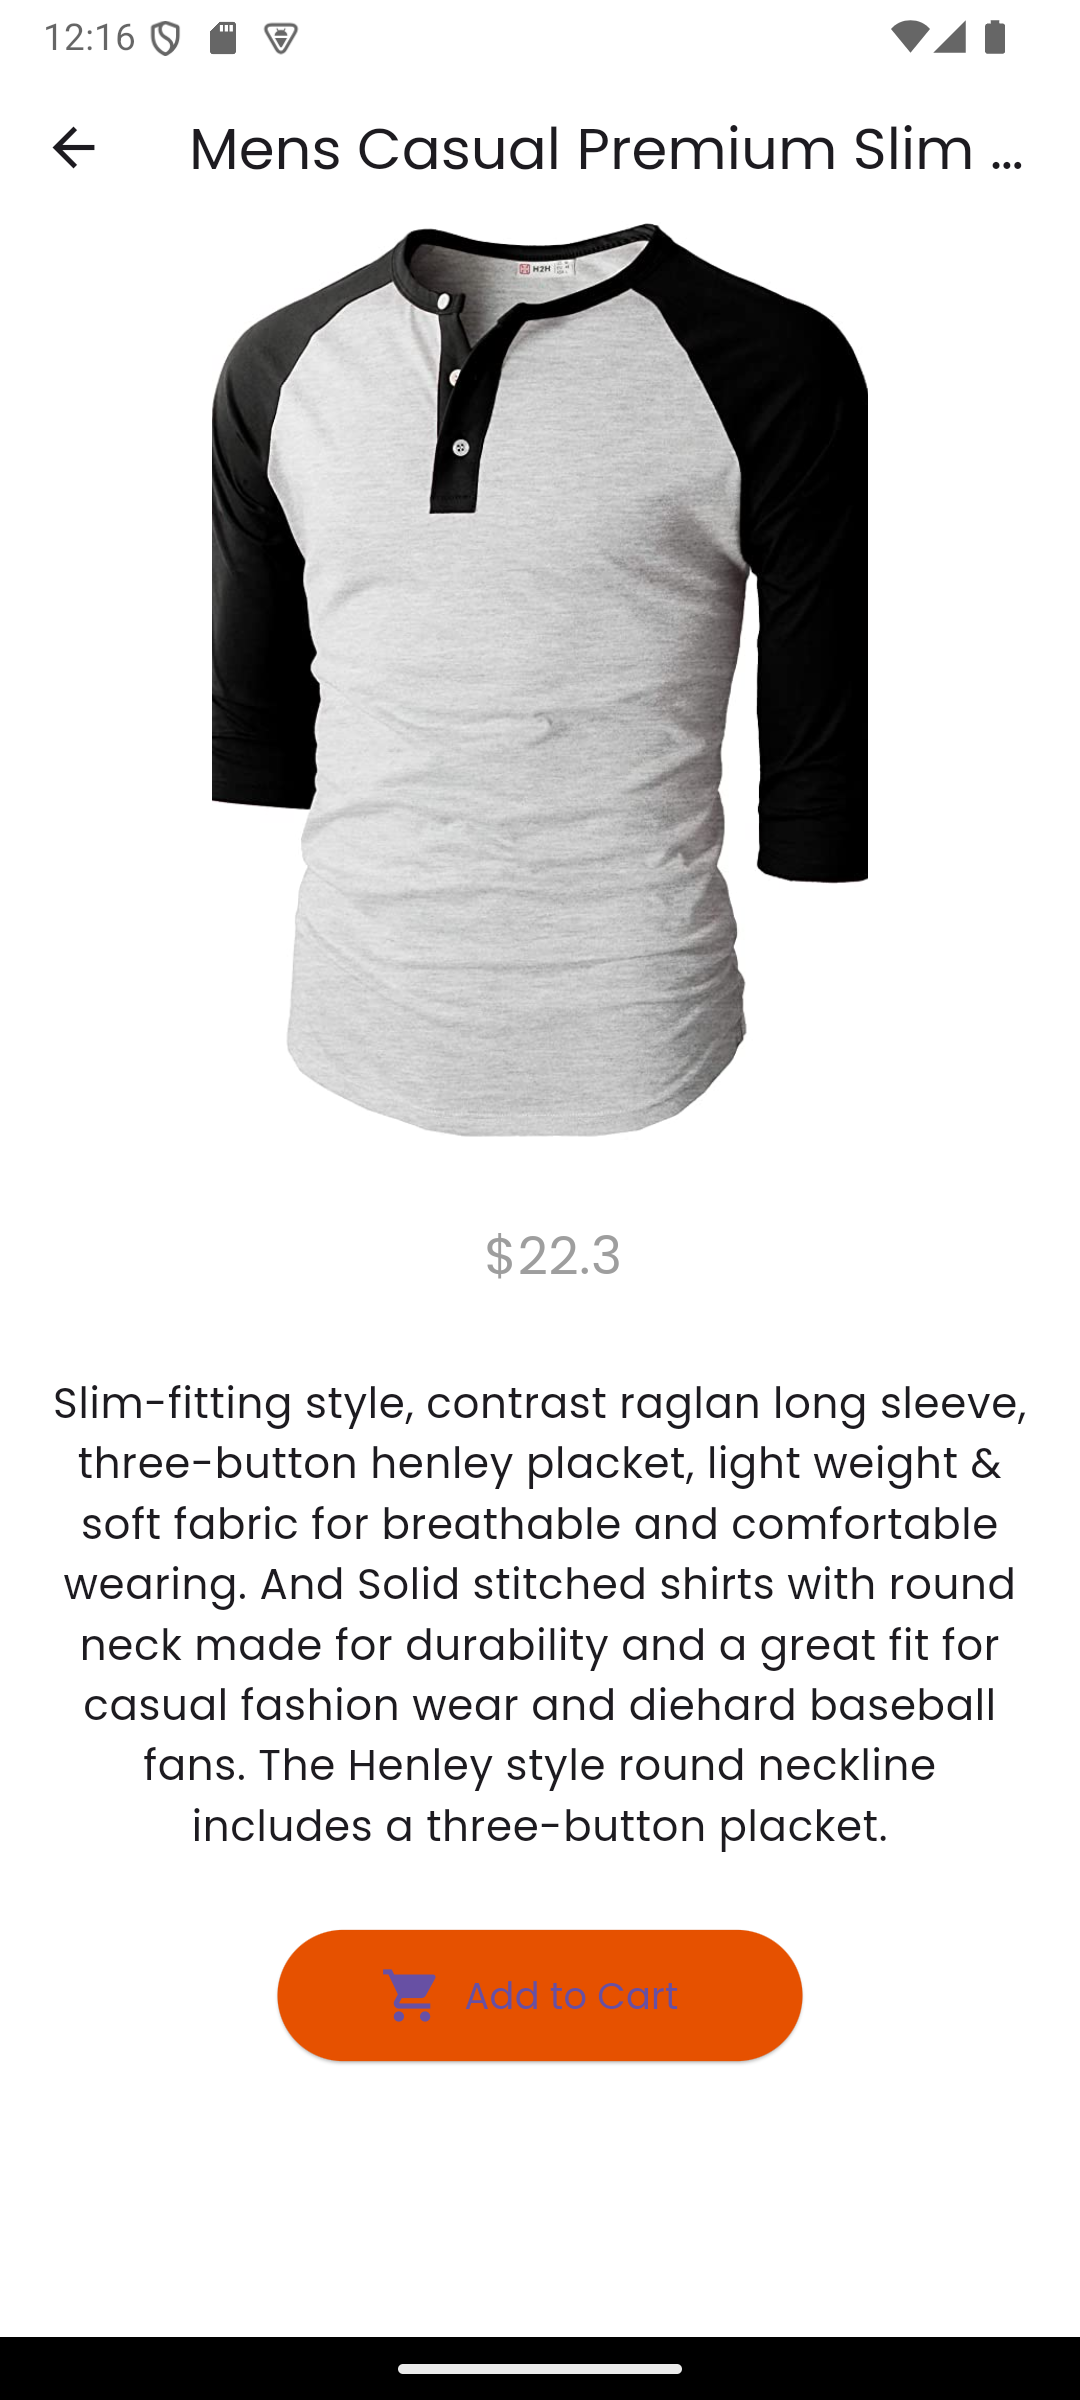 12:16
Mens Casual Premium Slim ...
H2H
$22.3
Slim-fitting style, contrast raglan long sleeve,
three-button henley placket, light weight &
soft fabric for breathable and comfortable
wearing. And Solid stitched shirts with round
neck made for durability and a great fit for
casual fashion wear and diehard baseball
fans. The Henley style round neckline
includes a three-button placket.
Add to Cart